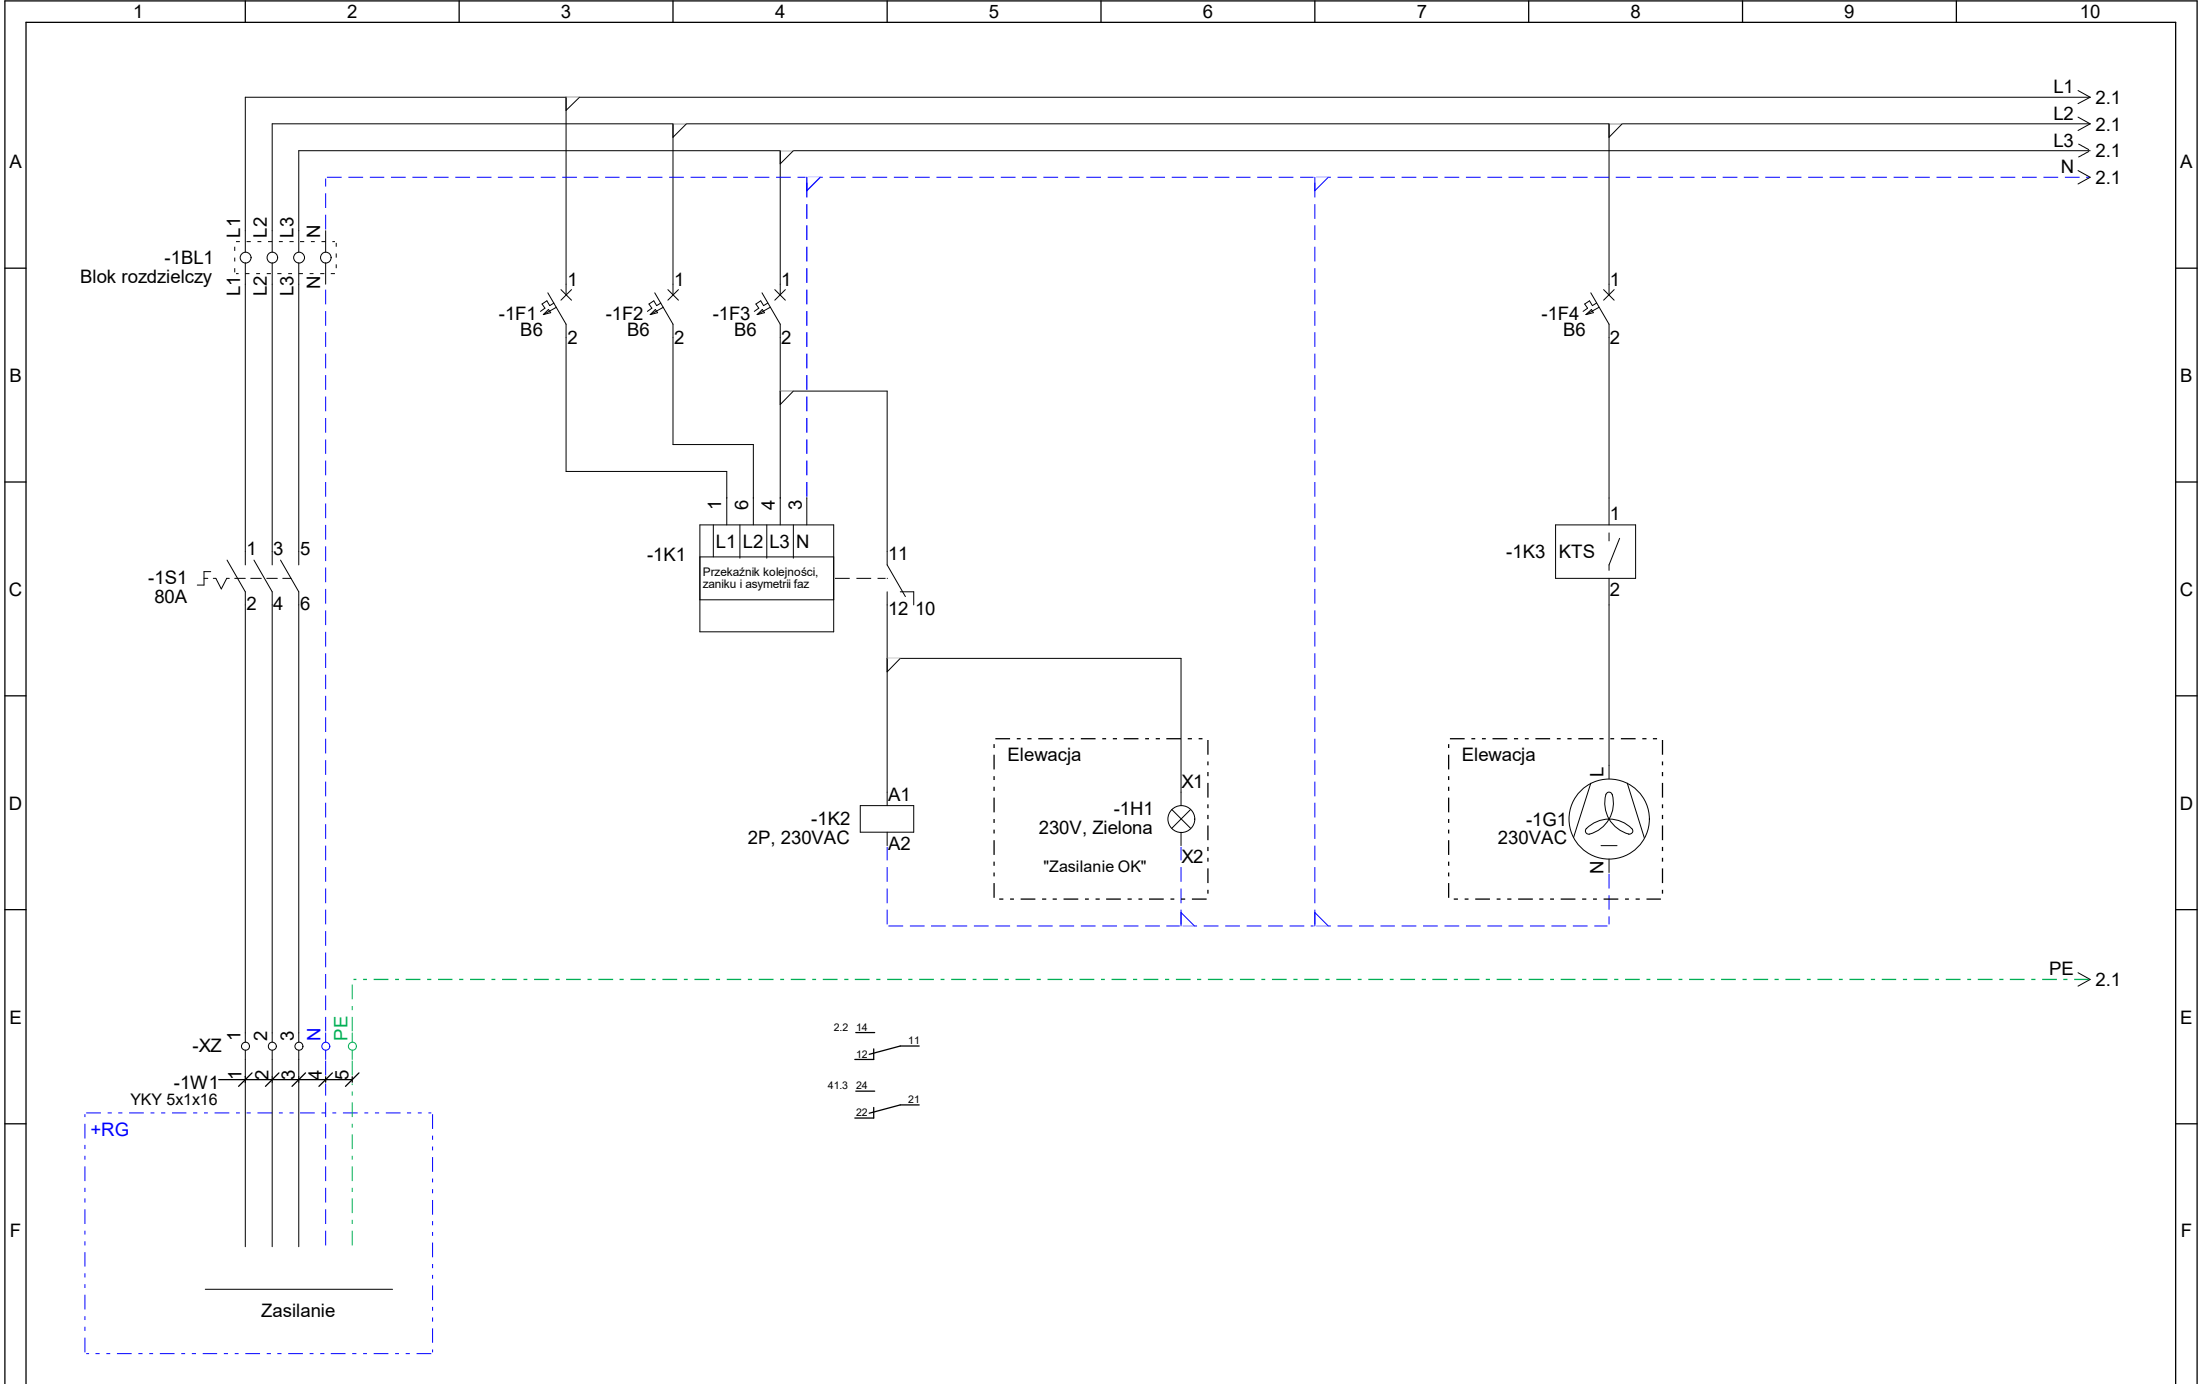 1 2 3 4 5 6 7 8 9 10
L1 2.1
L2 2.1
L3 2.1
N 2.1
A A
L1 L2 L3 N
-1BL1
Blok rozdzielczy
L1 L2 L3 N
1 1 1 1
-1F1 -1F2 -1F3 -1F4
B6 B6 B6 B6
2 2 2 2
B B
1 6 4 3
L1 L2 L3 N
-1K1
Przekaźnik kolejności,
zaniku i asymetrii faz
11
12 10
1
-1K3 KTS
2
1 3 5
-1S1
80A
2 4 6
C C
Elewacja
X1
-1H1
230V, Zielona
X2
"Zasilanie OK"
Elewacja
L
-1G1
230VAC
N
A1
-1K2
2P, 230VAC
A2
D D
PE 2.1
E E
1 2 3 N PE
-XZ
1 2 3 4 5
-1W1
YKY 5x1x16
2.2 14
11
12
41.3 24
21
22
+RG
F F
Zasilanie